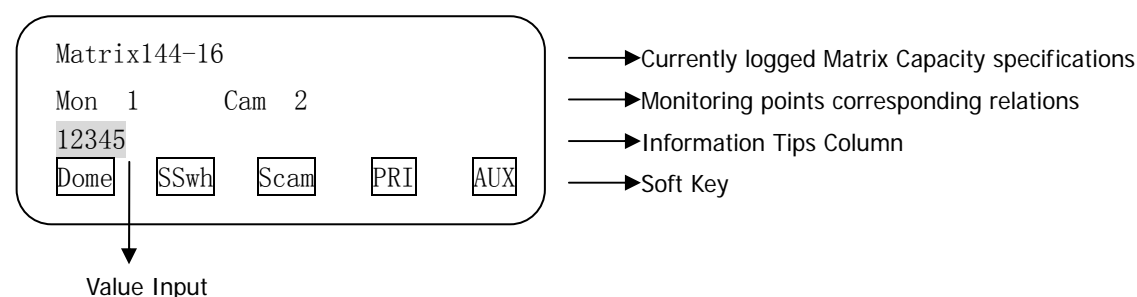 Matrix144-16
Currently logged Matrix Capacity specifications
Mon 1 Cam 2
Monitoring points corresponding relations
12345
Information Tips Column
Dome SSwh Scam PRI AUX
Soft Key
Value Input